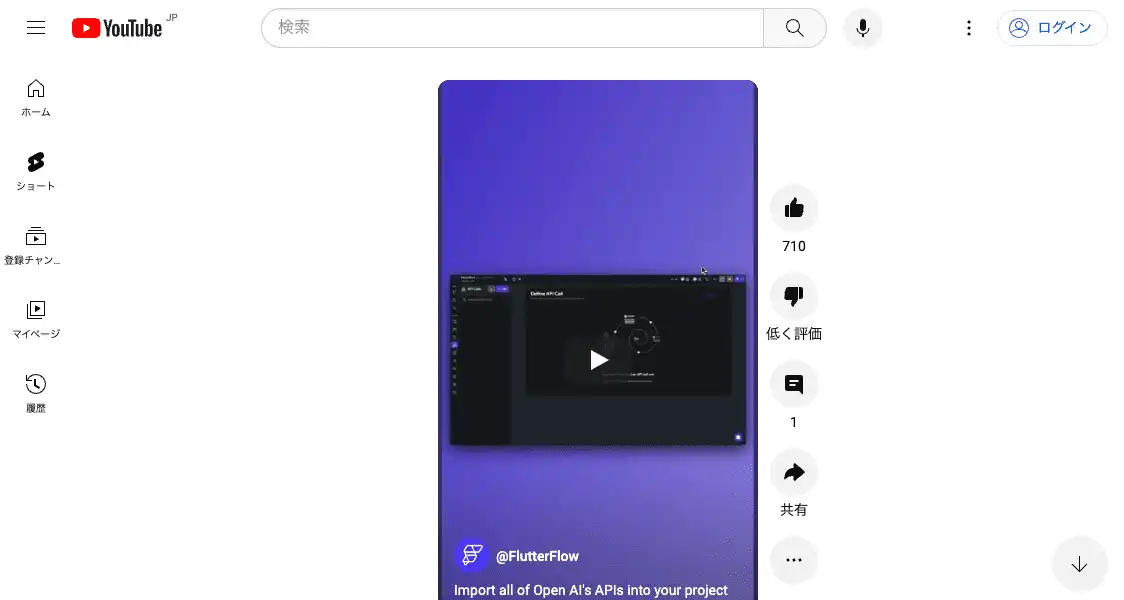 YouTube JP
検索
ログイン
ホーム
ショート
登録チャン...
マイページ
履歴
API Calls
Define API Call
710
低く評価
1
共有
@FlutterFlow
Import all of Open AI's APIs into your project